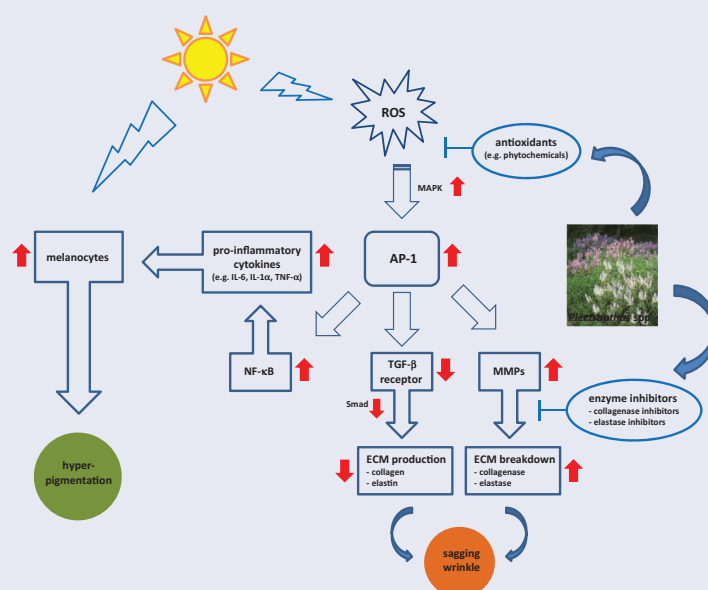 ROS
antioxidants
(e.g. phytochemicals)
MAPK
melanocytes
pro-inflammatory
cytokines
(e.g. IL-6, IL-1α, TNF-α)
AP-1
Plectranthus spp.
NF-κB
TGF-β
receptor
MMPs
Smad
enzyme inhibitors
- collagenase inhibitors
- elastase inhibitors
ECM production
- collagen
- elastin
ECM breakdown
- collagenase
- elastase
hyper-
pigmentation
sagging
wrinkle